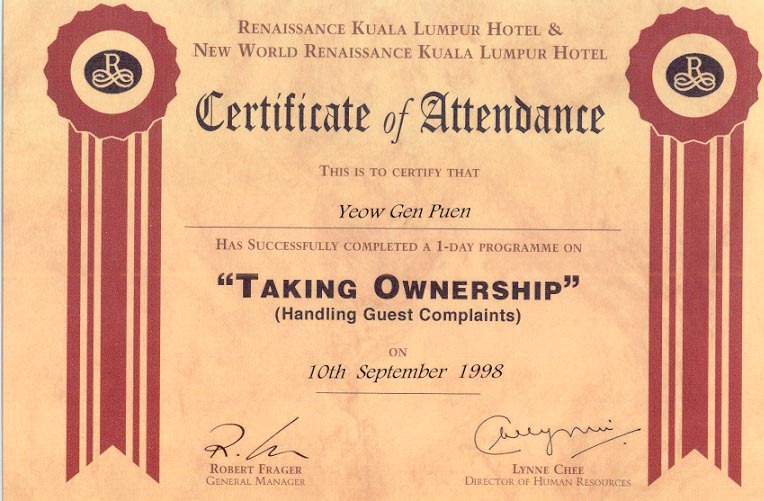 R
R
RENAISSANCE KUALA LUMPUR HOTEL &
NEW WORLD RENAISSANCE KUALA LUMPUR HOTEL
Certificate of Attendance
THIS IS TO CERTIFY THAT
Yeow Gen Puen
HAS SUCCESSFULLY COMPLETED A 1-DAY PROGRAMME ON
“TAKING OWNERSHIP”
(Handling Guest Complaints)
ON
10th September 1998
ROBERT FRAGER
GENERAL MANAGER
LYNNE CHEE
DIRECTOR OF HUMAN RESOURCES